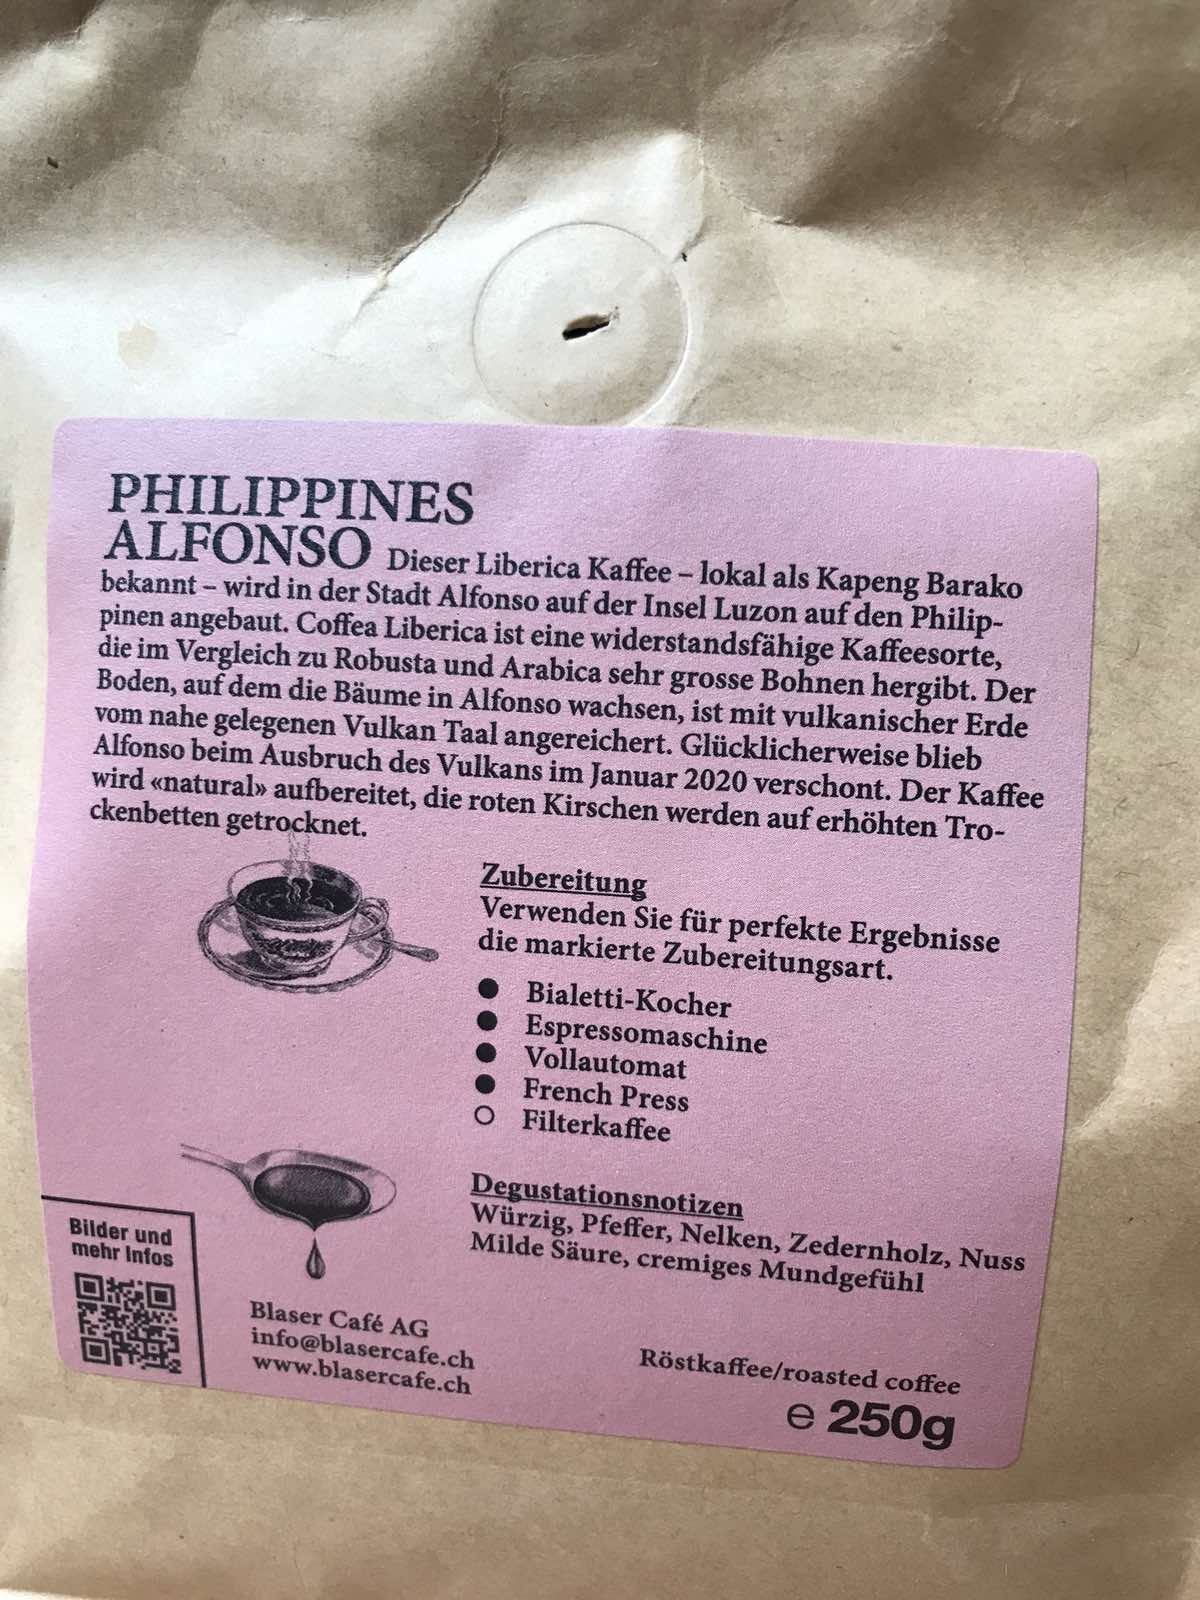 PHILIPPINES
ALFONSO Dieser Liberica Kaffee – lokal als Kapeng Barako
bekannt – wird in der Stadt Alfonso auf der Insel Luzon auf den Philip-
pinen angebaut. Coffea Liberica ist eine widerstandsfähige Kaffeesorte,
die im Vergleich zu Robusta und Arabica sehr grosse Bohnen hergibt. Der
Boden, auf dem die Bäume in Alfonso wachsen, ist mit vulkanischer Erde
vom nahe gelegenen Vulkan Taal angereichert. Glücklicherweise blieb
Alfonso beim Ausbruch des Vulkans im Januar 2020 verschont. Der Kaffee
wird «natural» aufbereitet, die roten Kirschen werden auf erhöhten Tro-
ckenbetten getrocknet.
Zubereitung
Verwenden Sie für perfekte Ergebnisse
die markierte Zubereitungsart.
● Bialetti-Kocher
● Espressomaschine
● Vollautomat
● French Press
○ Filterkaffee
Degustationsnotizen
Würzig, Pfeffer, Nelken, Zedernholz, Nuss
Milde Säure, cremiges Mundgefühl
Bilder und
mehr Infos
Blaser Café AG
info@blasercafe.ch
www.blasercafe.ch
Röstkaffee/roasted coffee
e 250g